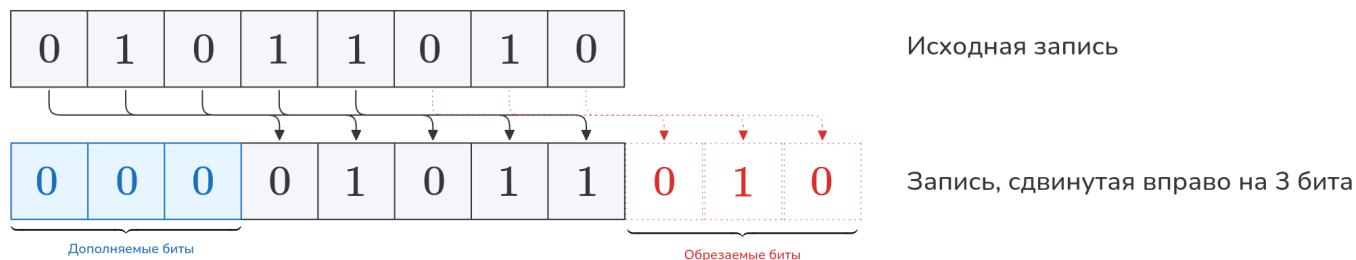 0 1 0 1 1 0 1 0 Исходная запись
0 0 0 0 1 0 1 1 0 1 0 Запись, сдвинутая вправо на 3 бита
Дополняемые биты
Обрезаемые биты